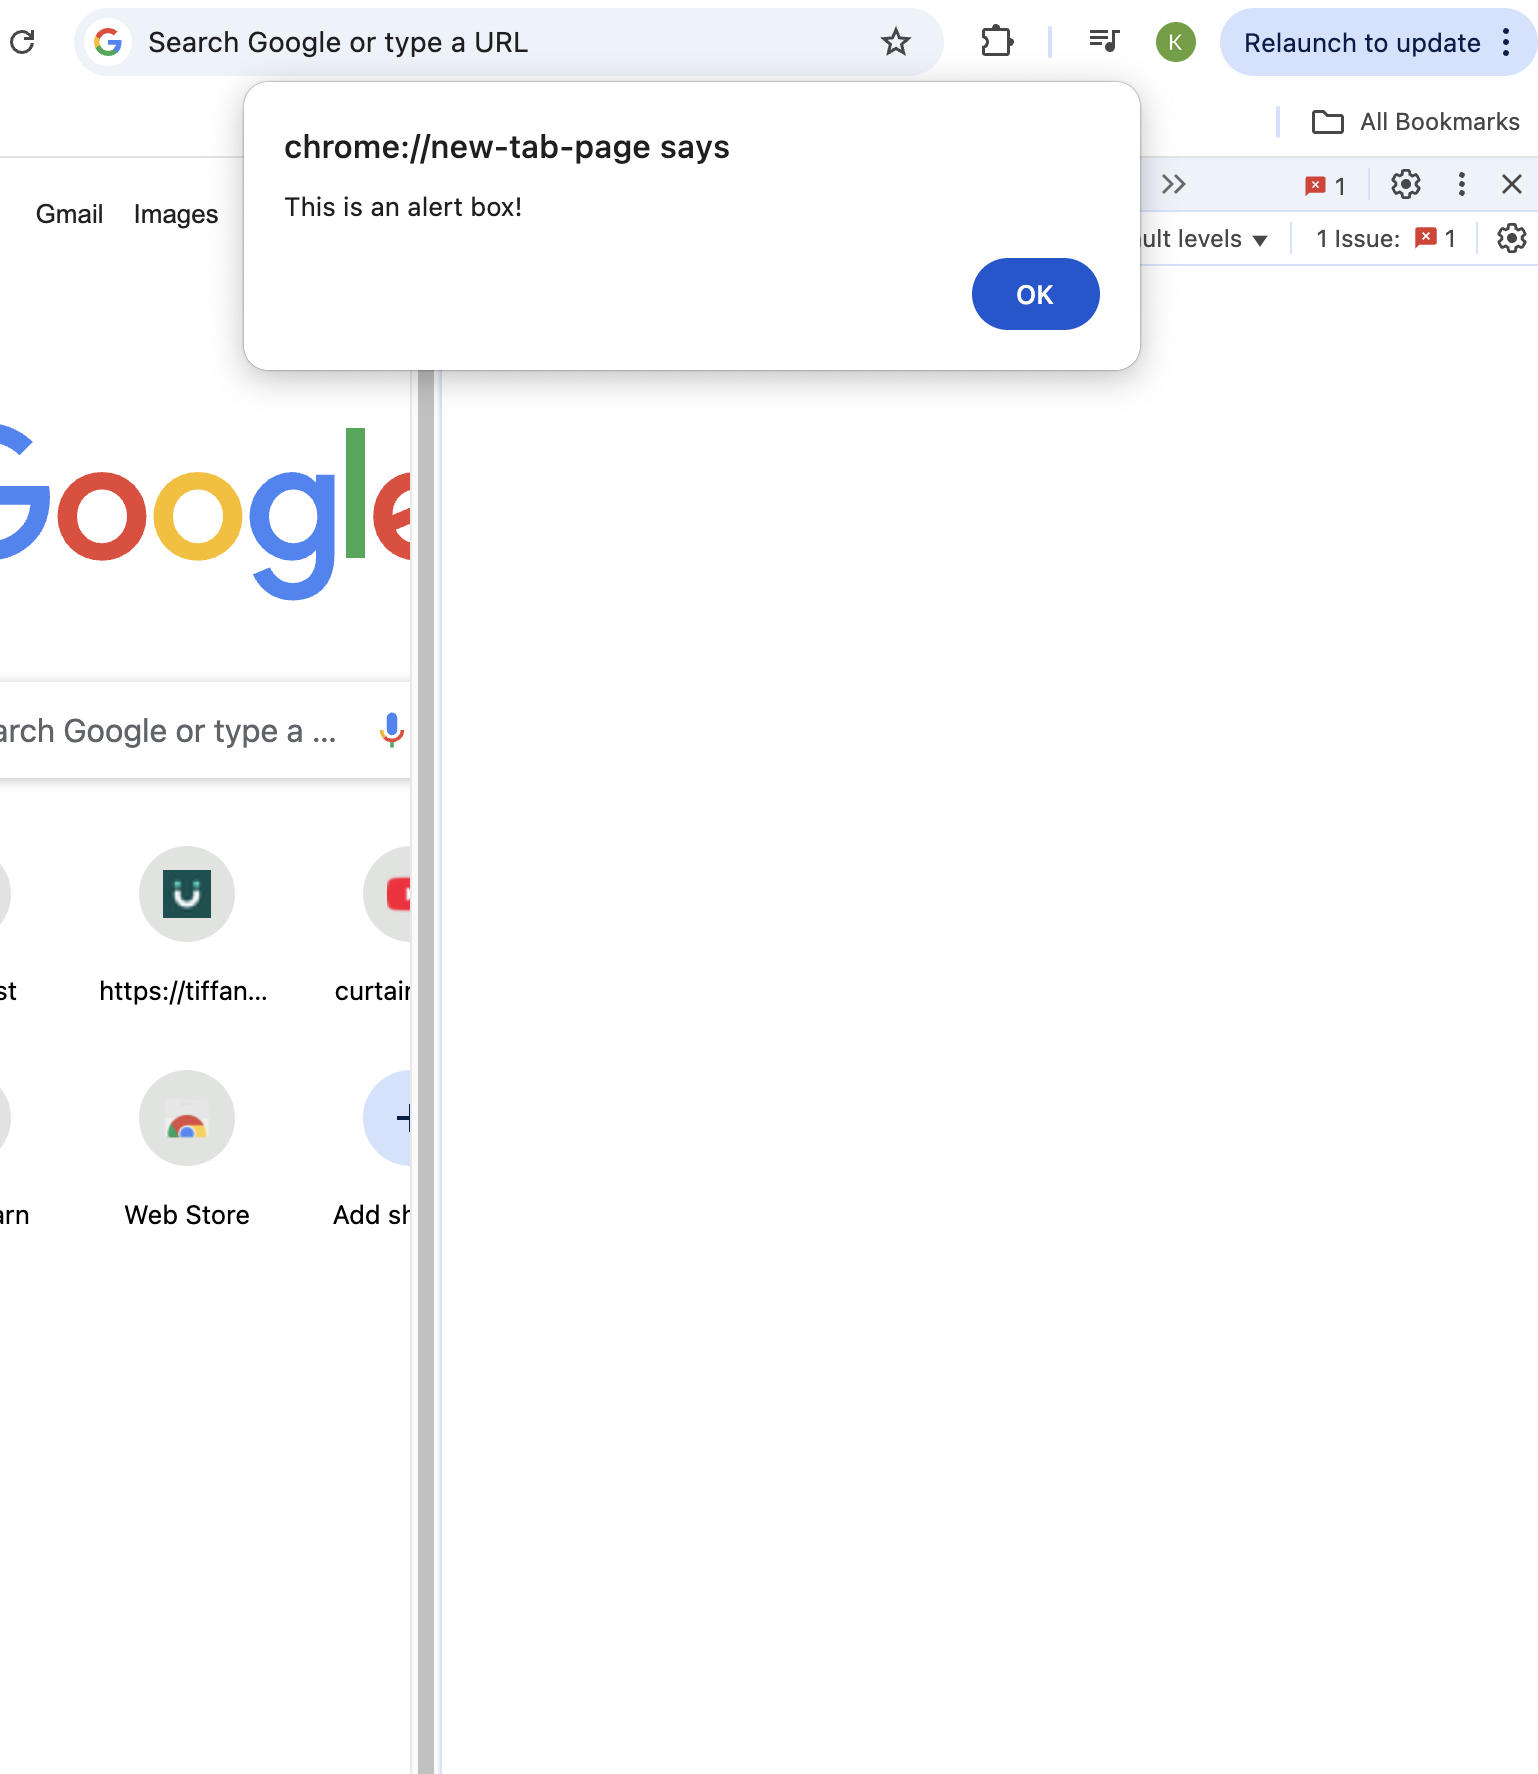 Search Google or type a URL
K
Relaunch to update
All Bookmarks
chrome://new-tab-page says
This is an alert box!
OK
1
Gmail Images
ult levels ▼
1 Issue: 1
Google
arch Google or type a ...
st
https://tiffan...
curtain
arn
Web Store
Add sh